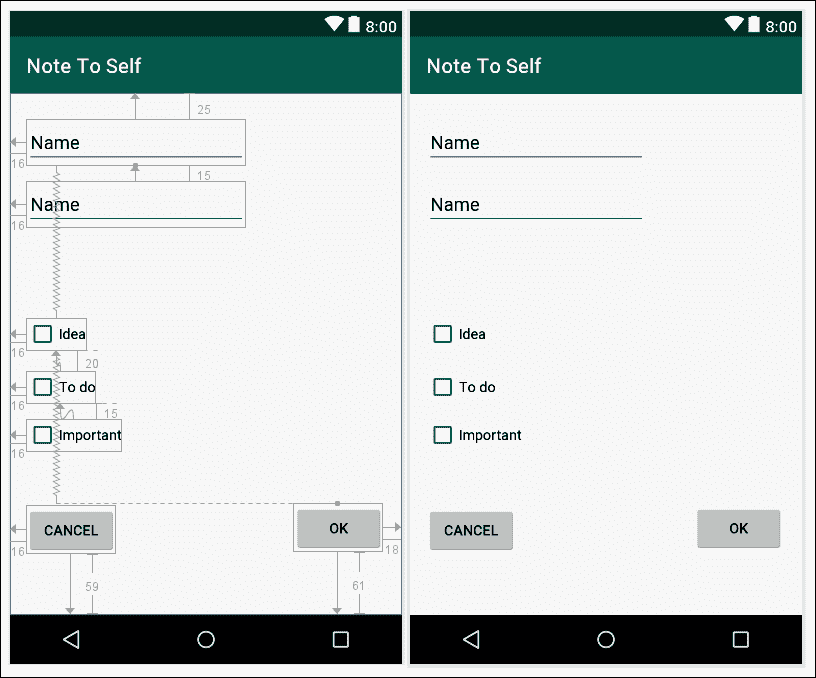 8:00
Note To Self
25
Name
16
15
Name
16
Idea
16
20
To do
16
15
Important
16
CANCEL
OK
16
18
59
61
8:00
Note To Self
Name
Name
Idea
To do
Important
CANCEL
OK